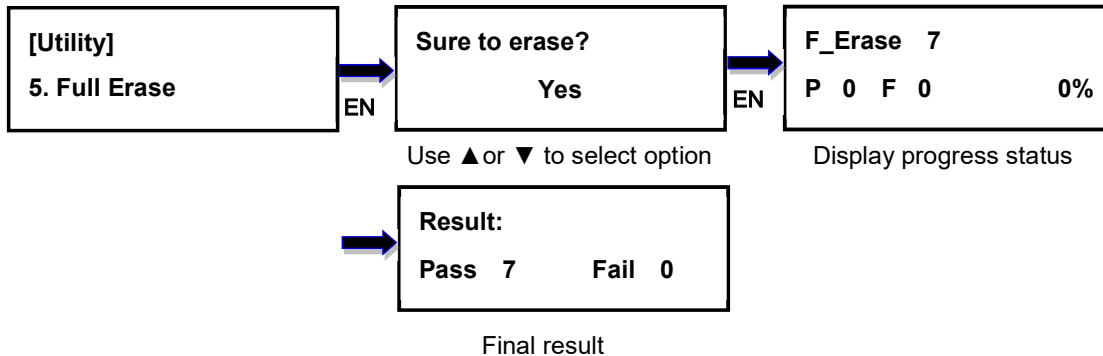 [Utility]
5. Full Erase
EN
Sure to erase?
Yes
EN
F_Erase 7
P 0 F 0 0%
Use ▲or ▼ to select option
Display progress status
Result:
Pass 7 Fail 0
Final result